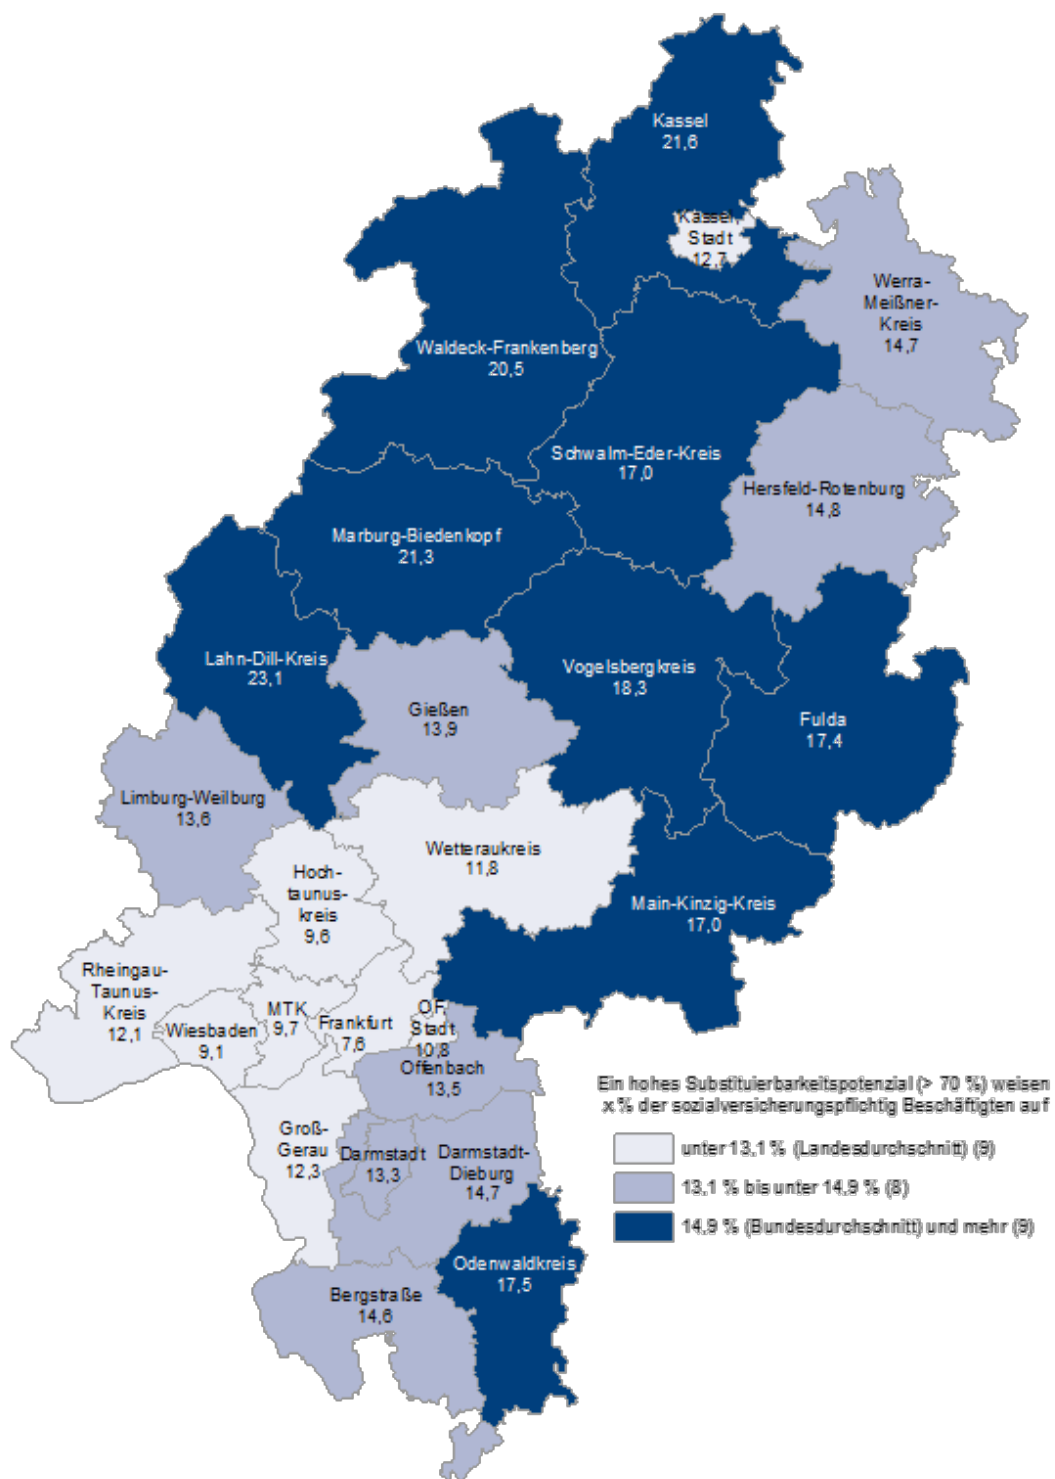 Kassel
21,6
Kassel,
Stadt
12,7
Werra-
Meißner-
Kreis
14,7
Waldeck-Frankenberg
20,5
Schwalm-Eder-Kreis
17,0
Hersfeld-Rotenburg
14,8
Marburg-Biedenkopf
21,3
Lahn-Dill-Kreis
23,1
Vogelsbergkreis
18,3
Gießen
13,9
Fulda
17,4
Limburg-Weilburg
13,6
Wetteraukreis
11,8
Hoch-
taunus-
kreis
9,6
Main-Kinzig-Kreis
17,0
Rheingau-
Taunus-
Kreis
12,1
Wiesbaden
9,1
MTK
9,7
Frankfurt
7,6
OF,
Stadt
10,8
Offenbach
13,5
Groß-
Gerau
12,3
Darmstadt
13,3
Darmstadt-
Dieburg
14,7
Odenwaldkreis
17,5
Bergstraße
14,6
Ein hohes Substituierbarkeitspotenzial (> 70 %) weisen
x % der sozialversicherungspflichtig Beschäftigten auf
unter 13,1 % (Landesdurchschnitt) (9)
13,1 % bis unter 14,9 % (8)
14,9 % (Bundesdurchschnitt) und mehr (9)